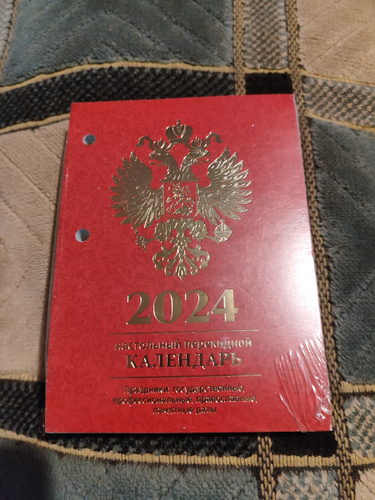 2024
настольный перекидной
КАЛЕНДАРЬ
Праздники: государственные,
профессиональные, православные,
памятные даты